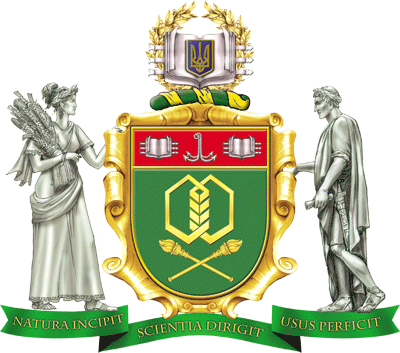 NATURA INCIPIT
SCIENTIA DIRIGIT
USUS PERFICIT